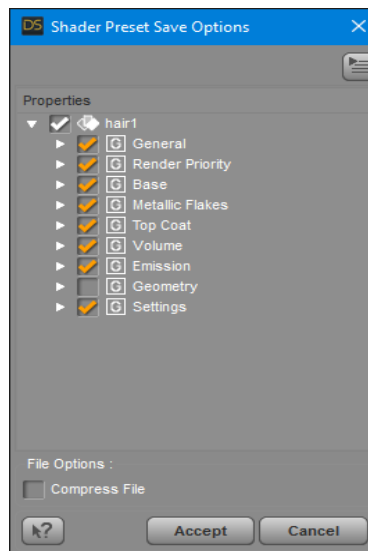 DS Shader Preset Save Options
Properties
hair1
G General
G Render Priority
G Base
G Metallic Flakes
G Top Coat
G Volume
G Emission
G Geometry
G Settings
File Options :
Compress File
? Accept Cancel